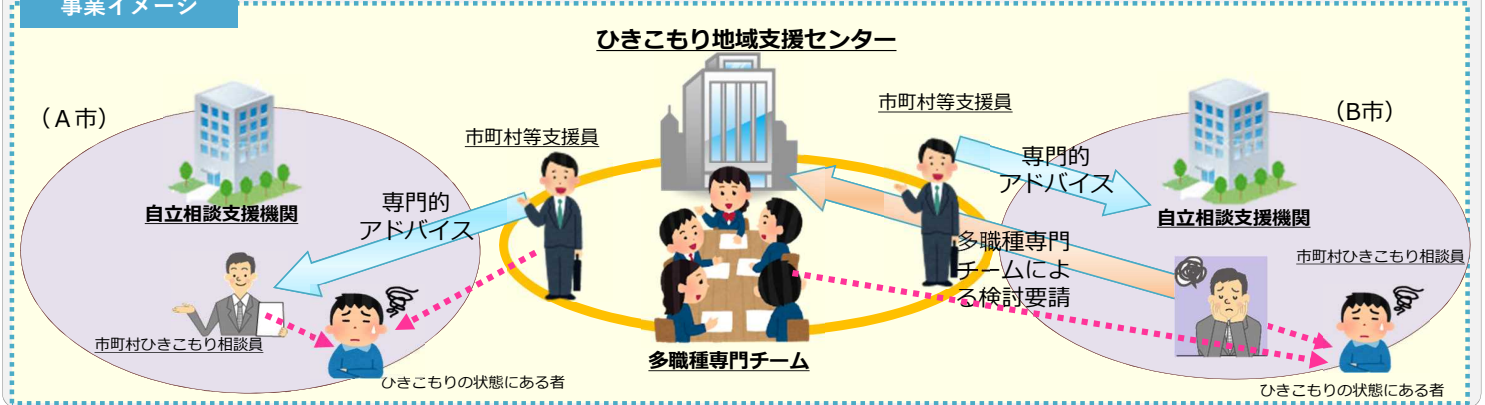 事業イメージ
ひきこもり地域支援センター
（Ａ市）
市町村等支援員
専門的
アドバイス
自立相談支援機関
市町村ひきこもり相談員
ひきこもりの状態にある者
多職種専門チーム
市町村等支援員
専門的
アドバイス
多職種専門
チームによ
る検討要請
（B市）
自立相談支援機関
市町村ひきこもり相談員
ひきこもりの状態にある者